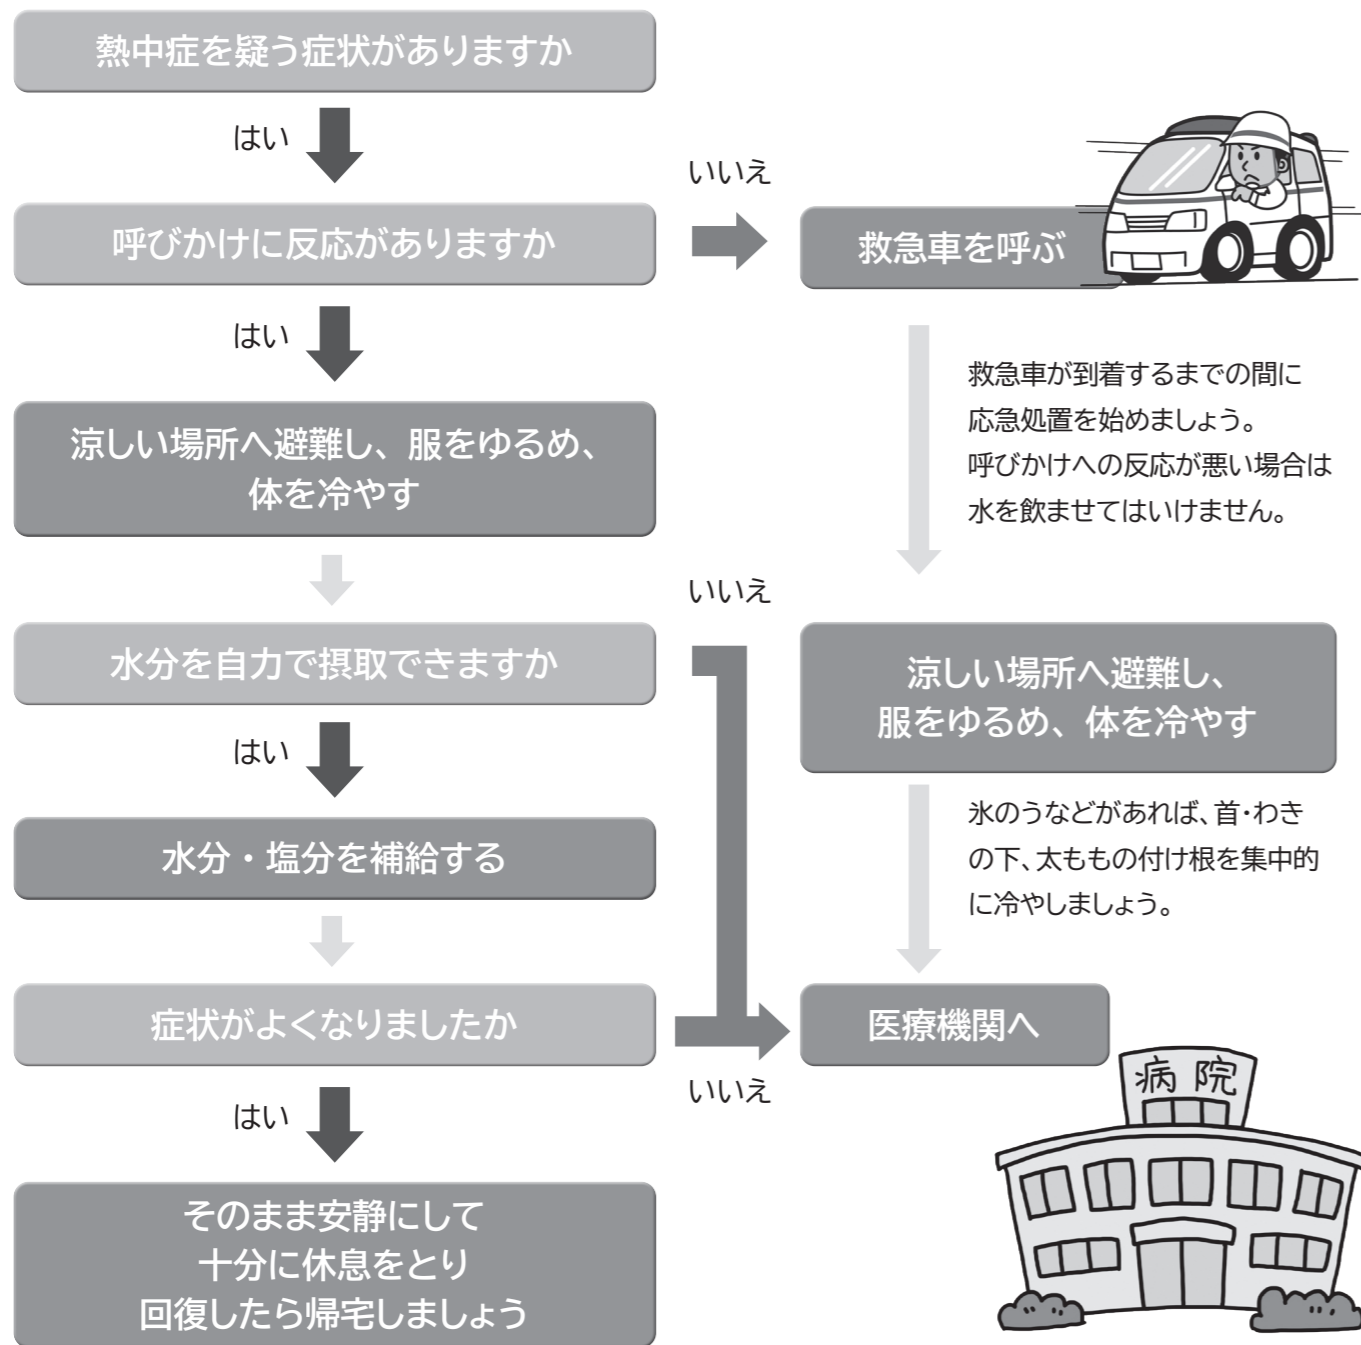 熱中症を疑う症状がありますか
はい
いいえ
呼びかけに反応がありますか
救急車を呼ぶ
はい
救急車が到着するまでの間に
応急処置を始めましょう。
呼びかけへの反応が悪い場合は
水を飲ませてはいけません。
涼しい場所へ避難し、服をゆるめ、
体を冷やす
いいえ
水分を自力で摂取できますか
涼しい場所へ避難し、
服をゆるめ、体を冷やす
はい
氷のうなどがあれば、首・わき
の下、太ももの付け根を集中的
に冷やしましょう。
水分・塩分を補給する
症状がよくなりましたか
医療機関へ
いいえ
病院
はい
そのまま安静にして
十分に休息をとり
回復したら帰宅しましょう